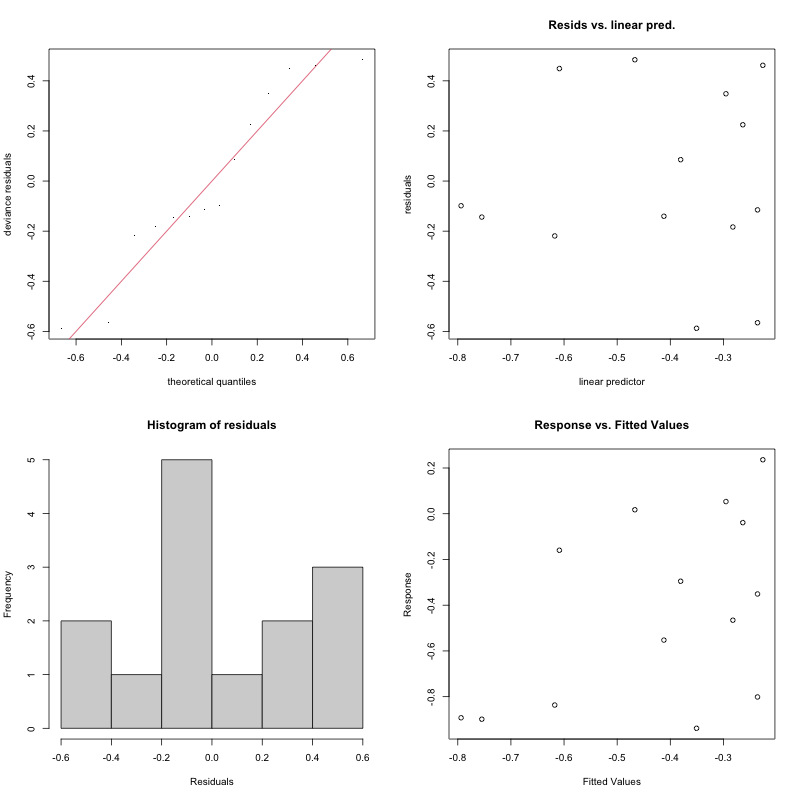 deviance residuals
0.4
0.2
0.0
-0.2
-0.4
-0.6
-0.6 -0.4 -0.2 0.0 0.2 0.4 0.6
theoretical quantiles
Resids vs. linear pred.
residuals
0.4
0.2
0.0
-0.2
-0.4
-0.6
-0.8 -0.7 -0.6 -0.5 -0.4 -0.3
linear predictor
Histogram of residuals
Frequency
5
4
3
2
1
0
-0.6 -0.4 -0.2 0.0 0.2 0.4 0.6
Residuals
Response vs. Fitted Values
Response
0.2
0.0
-0.2
-0.4
-0.6
-0.8
-0.8 -0.7 -0.6 -0.5 -0.4 -0.3
Fitted Values